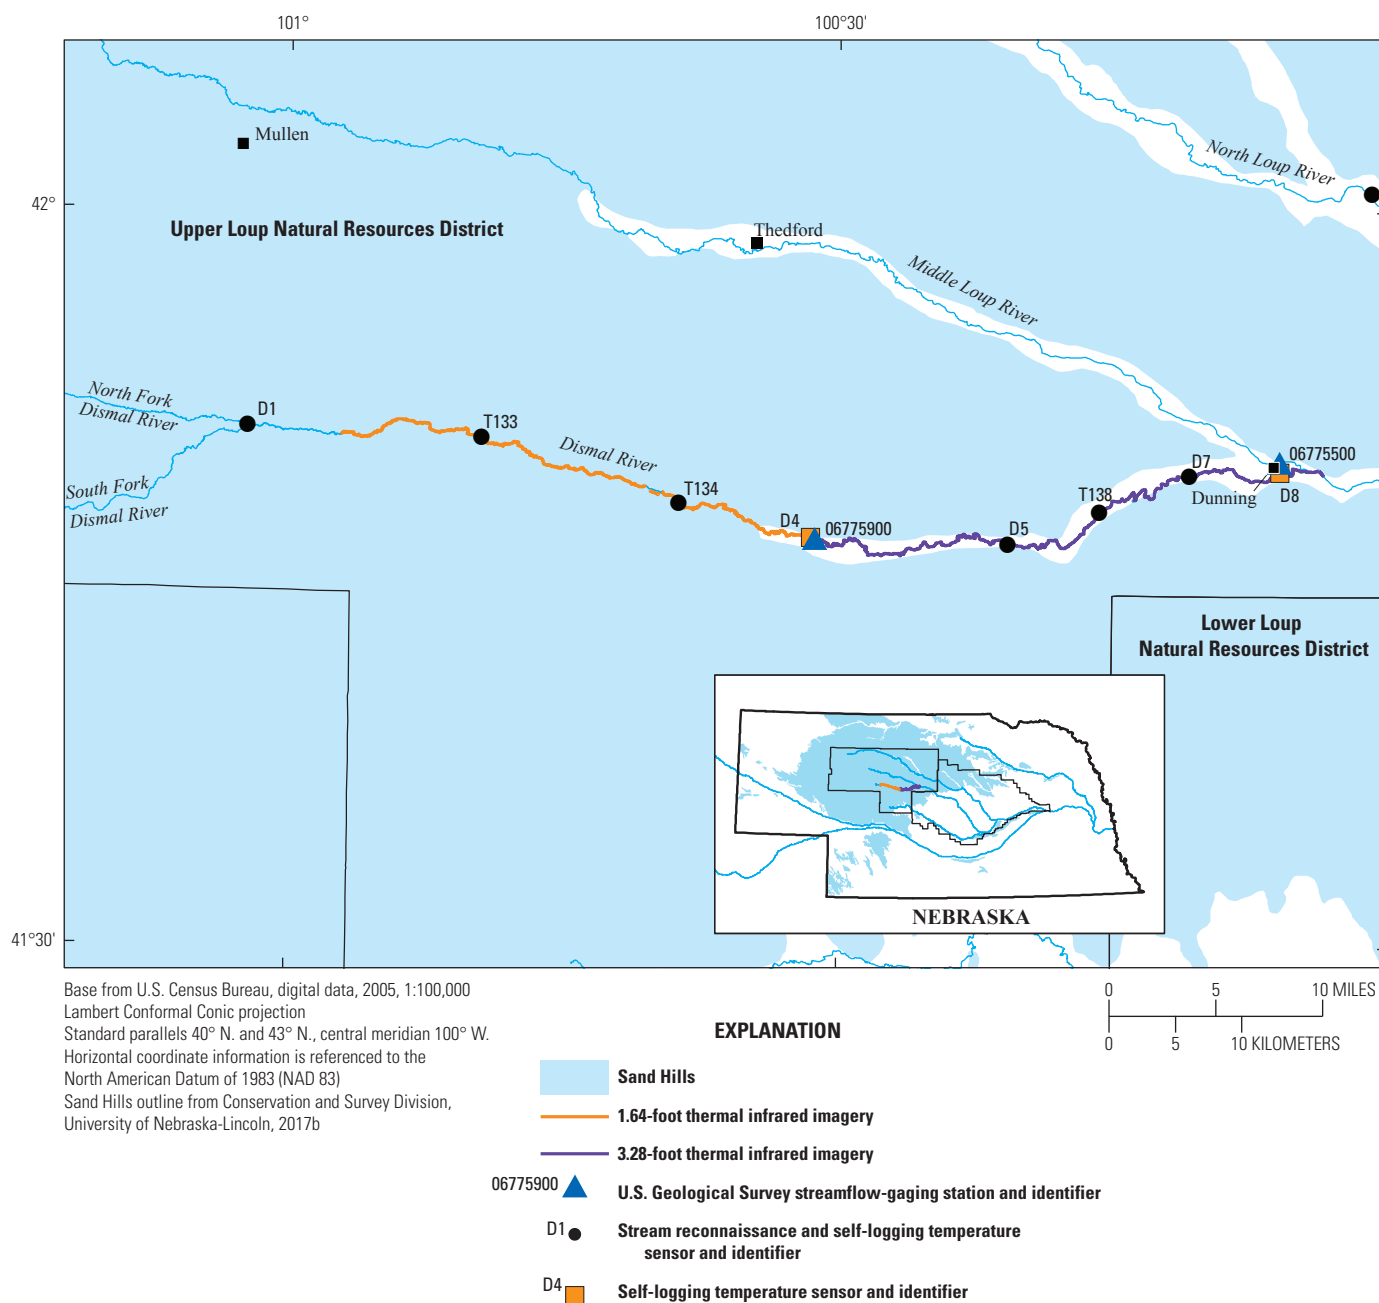 101°
100°30'
Mullen
North Loup River
42°
Upper Loup Natural Resources District
Thedford
Middle Loup River
North Fork
Dismal River
D1
T133
Dismal River
D7
06775500
South Fork
Dismal River
T134
T138
Dunning
D8
D4
06775900
D5
Lower Loup
Natural Resources District
NEBRASKA
41°30'
Base from U.S. Census Bureau, digital data, 2005, 1:100,000
Lambert Conformal Conic projection
Standard parallels 40° N. and 43° N., central meridian 100° W.
Horizontal coordinate information is referenced to the
North American Datum of 1983 (NAD 83)
Sand Hills outline from Conservation and Survey Division,
University of Nebraska-Lincoln, 2017b
0 5 10 MILES
0 5 10 KILOMETERS
EXPLANATION
Sand Hills
1.64-foot thermal infrared imagery
3.28-foot thermal infrared imagery
06775900 U.S. Geological Survey streamflow-gaging station and identifier
D1 Stream reconnaissance and self-logging temperature
sensor and identifier
D4 Self-logging temperature sensor and identifier